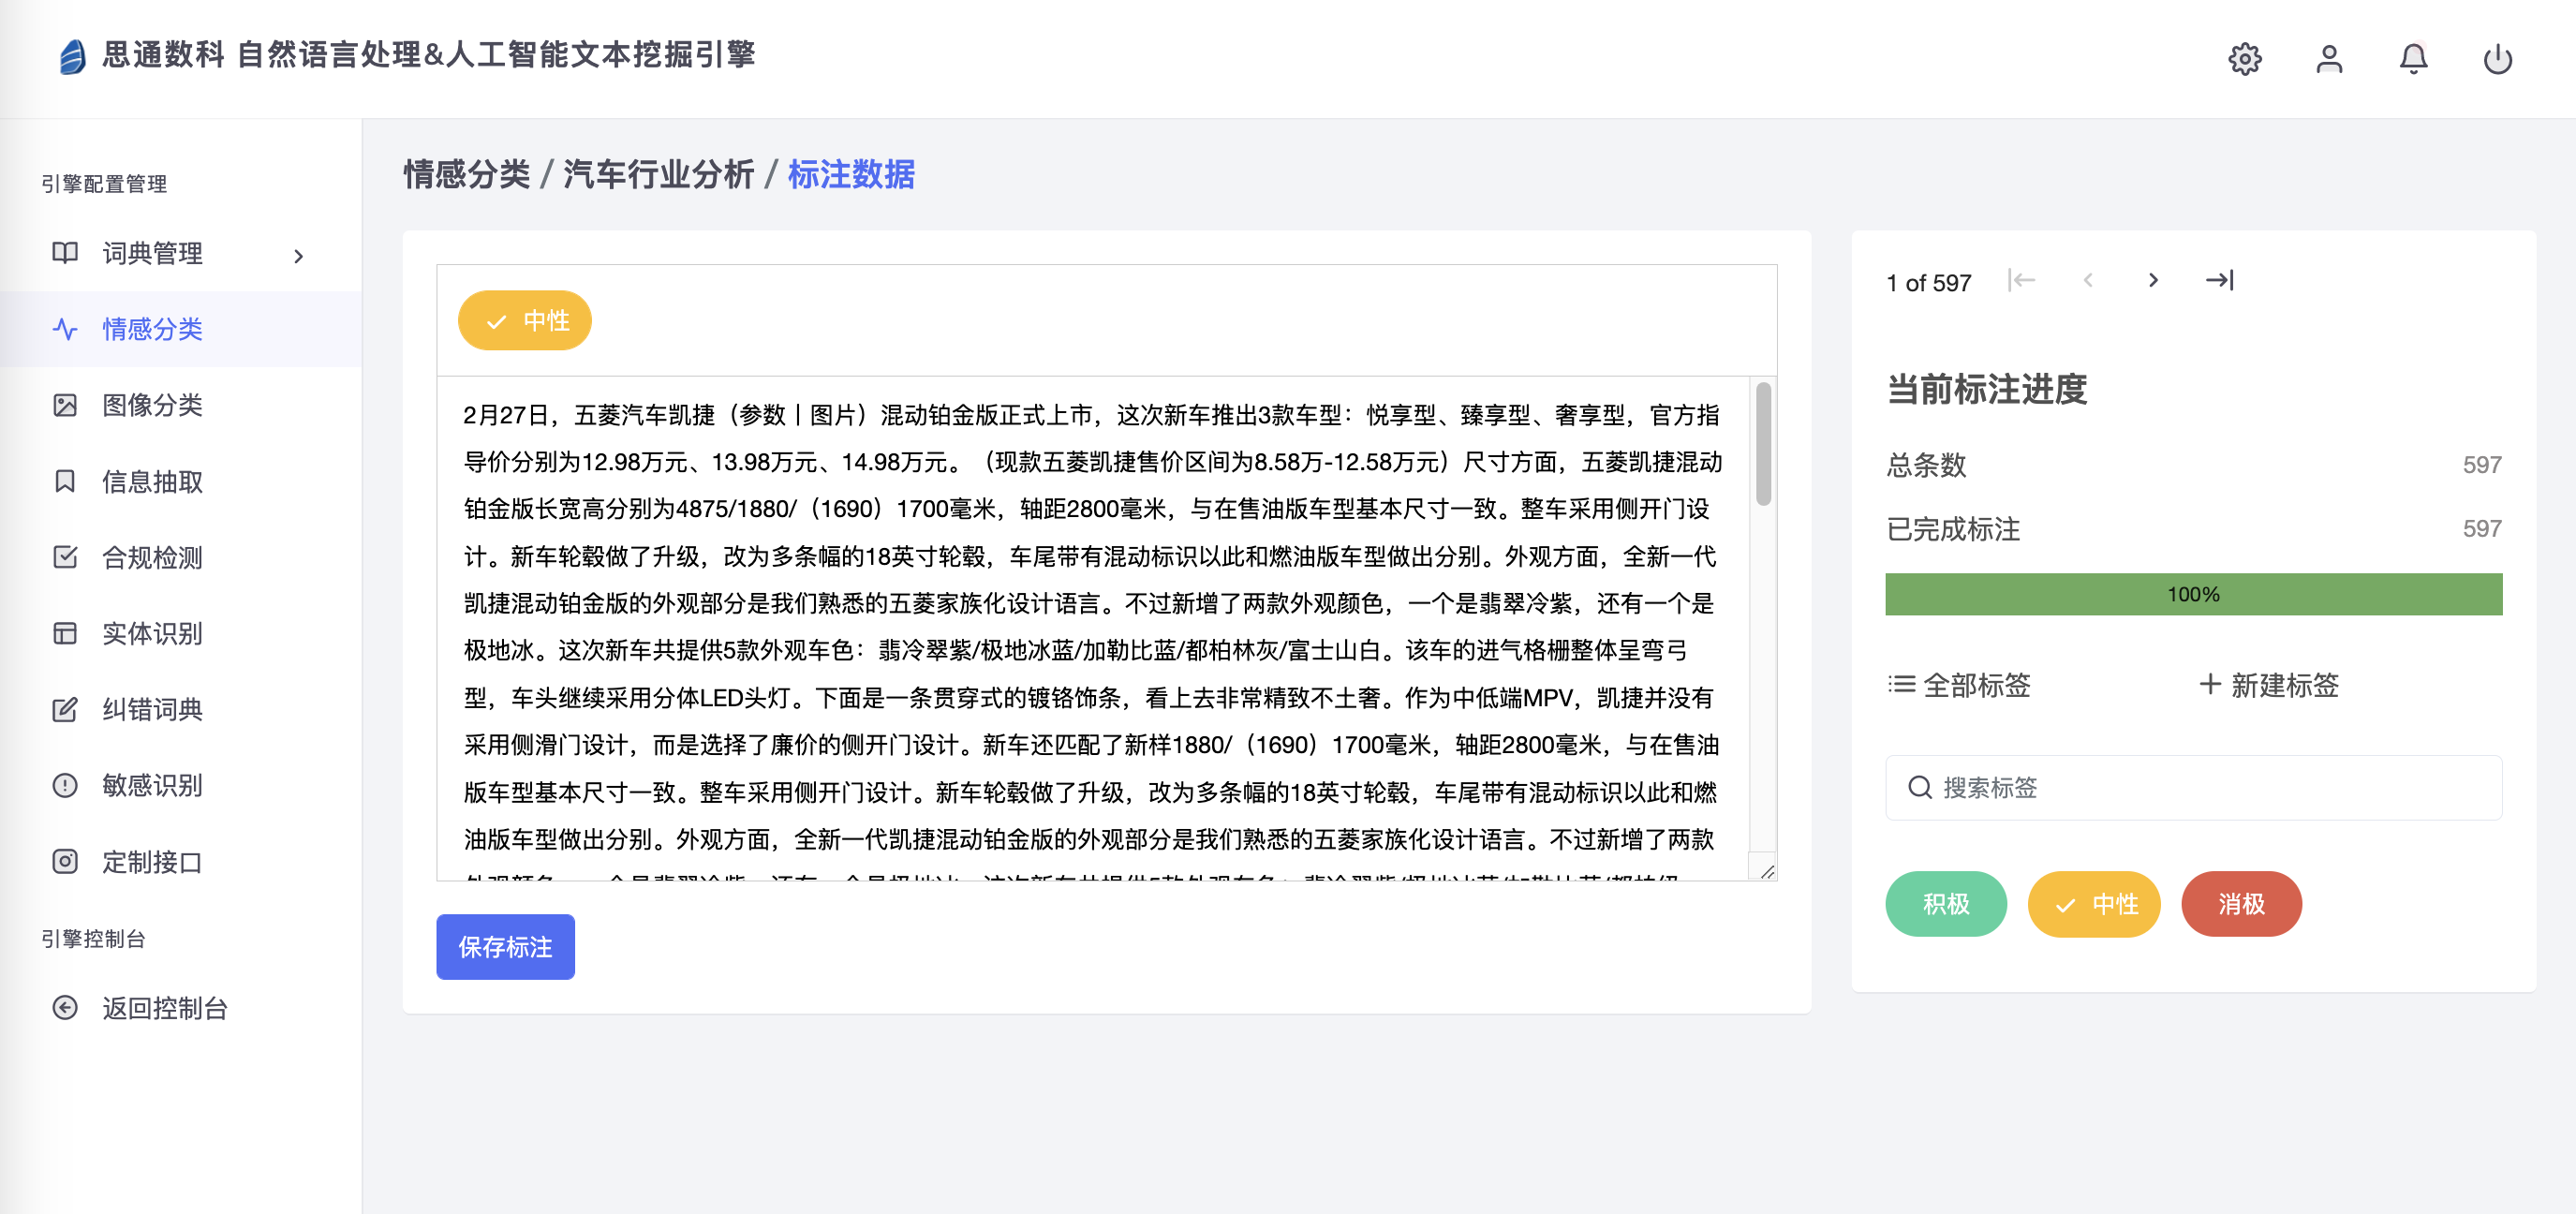 思通数科 自然语言处理&人工智能文本挖掘引擎
引擎配置管理
词典管理
情感分类
图像分类
信息抽取
合规检测
实体识别
纠错词典
敏感识别
定制接口
引擎控制台
返回控制台
情感分类 / 汽车行业分析 / 标注数据
中性
2月27日，五菱汽车凯捷（参数丨图片）混动铂金版正式上市，这次新车推出3款车型：悦享型、臻享型、奢享型，官方指
导价分别为12.98万元、13.98万元、14.98万元。（现款五菱凯捷售价区间为8.58万-12.58万元）尺寸方面，五菱凯捷混动
铂金版长宽高分别为4875/1880/（1690）1700毫米，轴距2800毫米，与在售油版车型基本尺寸一致。整车采用侧开门设
计。新车轮毂做了升级，改为多条幅的18英寸轮毂，车尾带有混动标识以此和燃油版车型做出分别。外观方面，全新一代
凯捷混动铂金版的外观部分是我们熟悉的五菱家族化设计语言。不过新增了两款外观颜色，一个是翡翠冷紫，还有一个是
极地冰。这次新车共提供5款外观车色：翡冷翠紫/极地冰蓝/加勒比蓝/都柏林灰/富士山白。该车的进气格栅整体呈弯弓
型，车头继续采用分体LED头灯。下面是一条贯穿式的镀铬饰条，看上去非常精致不土奢。作为中低端MPV，凯捷并没有
采用侧滑门设计，而是选择了廉价的侧开门设计。新车还匹配了新样1880/（1690）1700毫米，轴距2800毫米，与在售油
版车型基本尺寸一致。整车采用侧开门设计。新车轮毂做了升级，改为多条幅的18英寸轮毂，车尾带有混动标识以此和燃
油版车型做出分别。外观方面，全新一代凯捷混动铂金版的外观部分是我们熟悉的五菱家族化设计语言。不过新增了两款
保存标注
1 of 597
当前标注进度
总条数 597
已完成标注 597
100%
全部标签 新建标签
搜索标签
积极 中性 消极